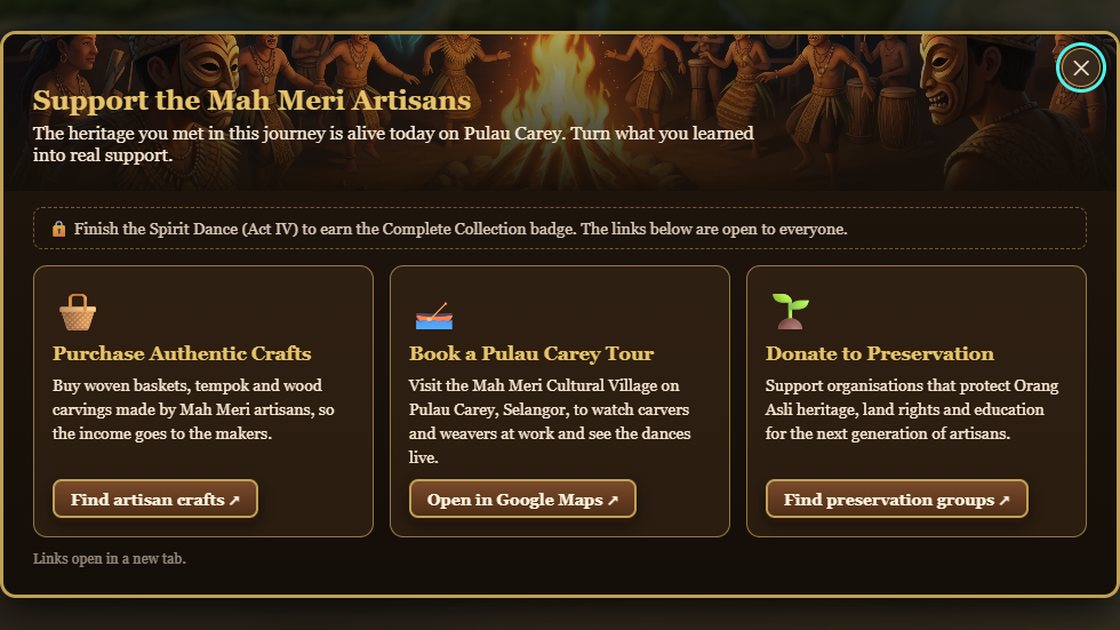 Support the Mah Meri Artisans
The heritage you met in this journey is alive today on Pulau Carey. Turn what you learned
into real support.
🔒 Finish the Spirit Dance (Act IV) to earn the Complete Collection badge. The links below are open to everyone.
Purchase Authentic Crafts
Buy woven baskets, tempok and wood
carvings made by Mah Meri artisans, so
the income goes to the makers.
Find artisan crafts ↗
Book a Pulau Carey Tour
Visit the Mah Meri Cultural Village on
Pulau Carey, Selangor, to watch carvers
and weavers at work and see the dances
live.
Open in Google Maps ↗
Donate to Preservation
Support organisations that protect Orang
Asli heritage, land rights and education
for the next generation of artisans.
Find preservation groups ↗
Links open in a new tab.